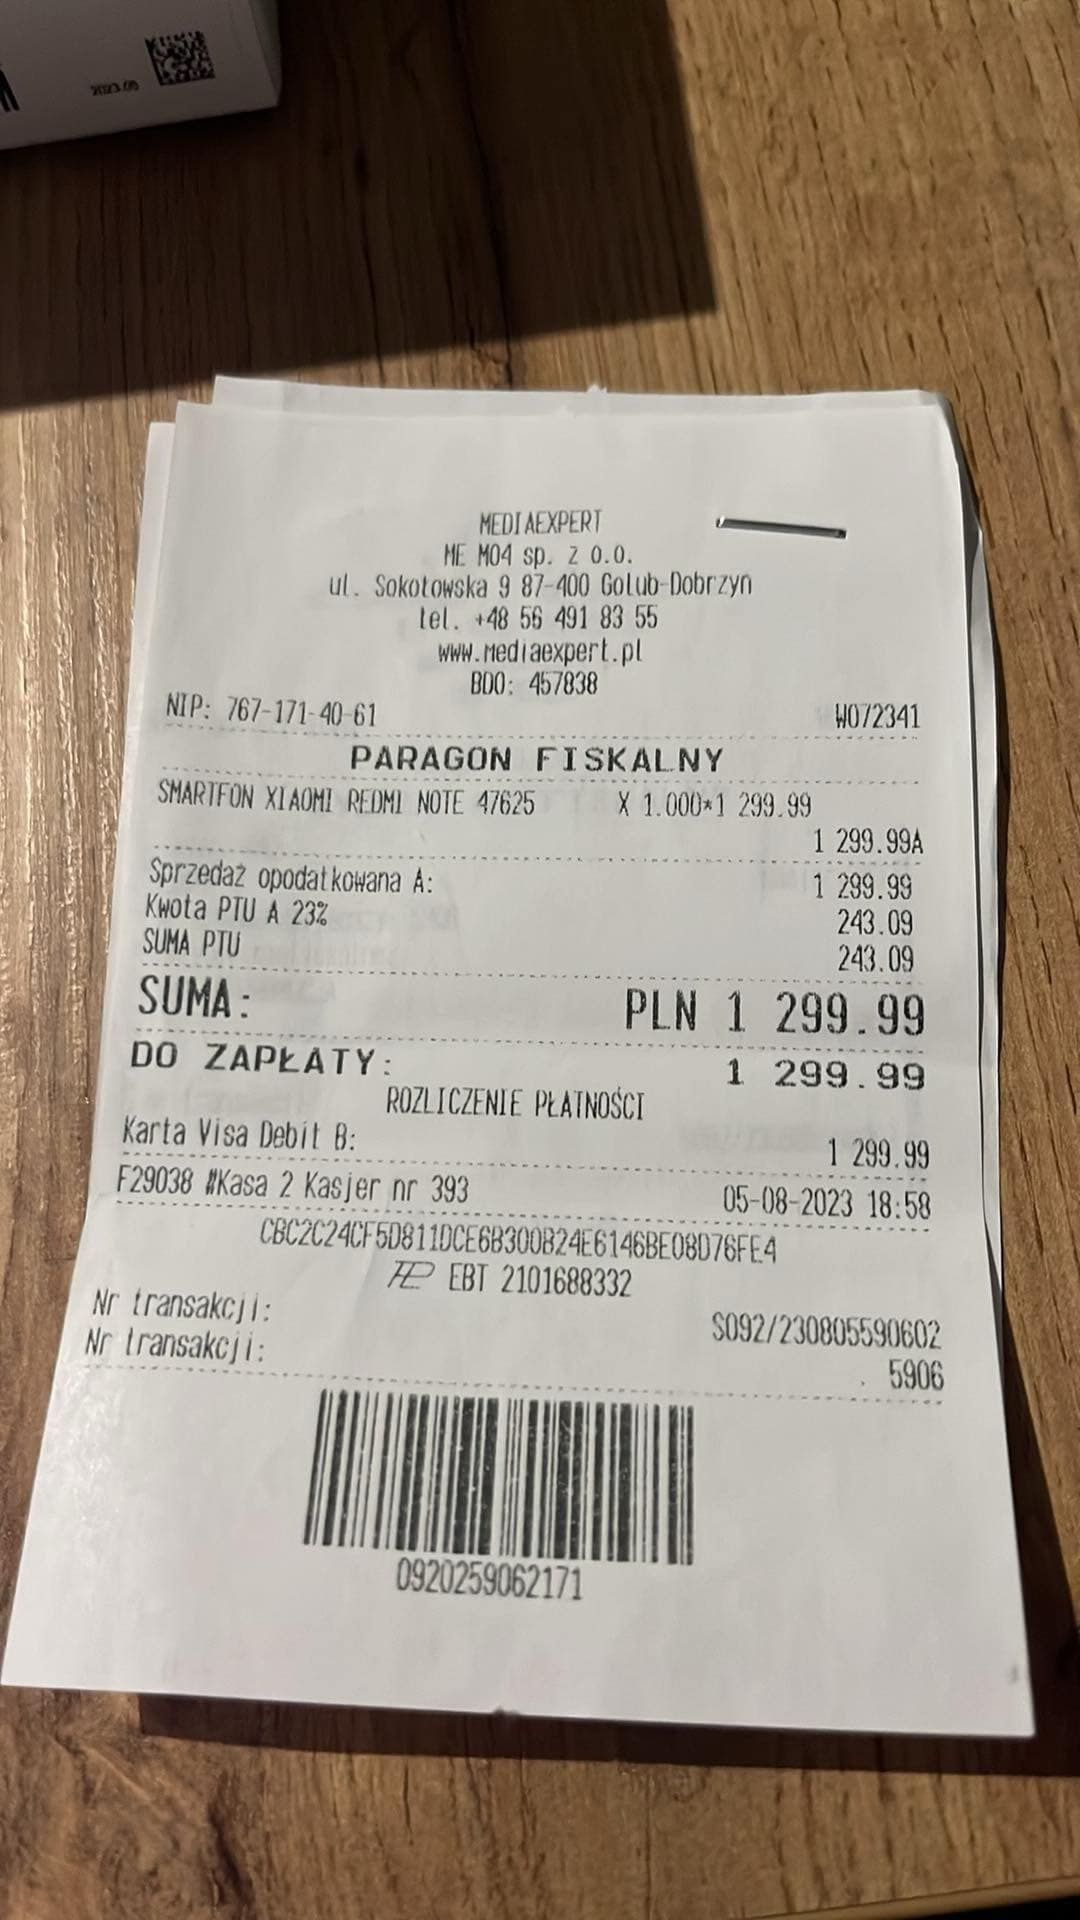 2023.06
MEDIAEXPERT
ME M04 sp. z o.o.
ul. Sokołowska 9 87-400 Golub-Dobrzyń
tel. +48 56 491 83 55
www.mediaexpert.pl
BDO: 457838
NIP: 767-171-40-61 W072341
PARAGON FISKALNY
SMARTFON XIAOMI REDMI NOTE 47625 X 1.000*1 299.99
1 299.99A
Sprzedaż opodatkowana A: 1 299.99
Kwota PTU A 23% 243.09
SUMA PTU 243.09
SUMA: PLN 1 299.99
DO ZAPŁATY: 1 299.99
ROZLICZENIE PŁATNOŚCI
Karta Visa Debit B: 1 299.99
F29038 #Kasa 2 Kasjer nr 393 05-08-2023 18:58
CBC2C24CF5D811DCE6B300B24E6146BE08D76FE4
EBT 2101688332
Nr transakcji: S092/230805590602
Nr transakcji: 5906
0920259062171